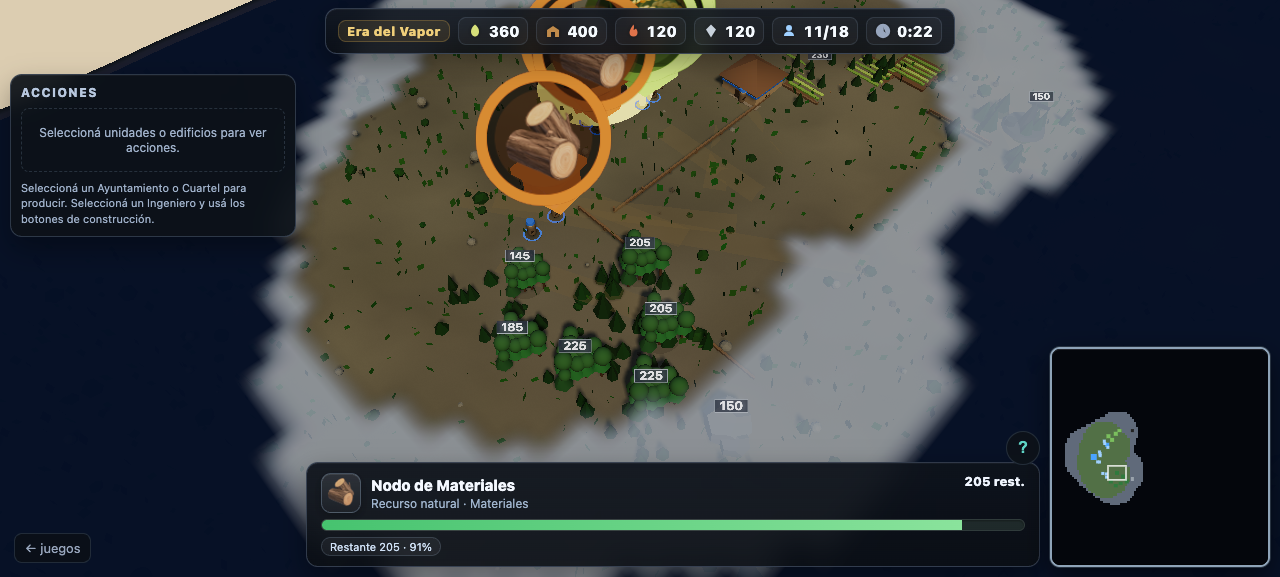 Era del Vapor 360 400 120 120 11/18 0:22
ACCIONES
Seleccioná unidades o edificios para ver
acciones.
Seleccioná un Ayuntamiento o Cuartel para
producir. Seleccioná un Ingeniero y usá los
botones de construcción.
230
150
205
145
205
185
225
225
150
?
Nodo de Materiales
205 rest.
Recurso natural · Materiales
Restante 205 · 91%
← juegos